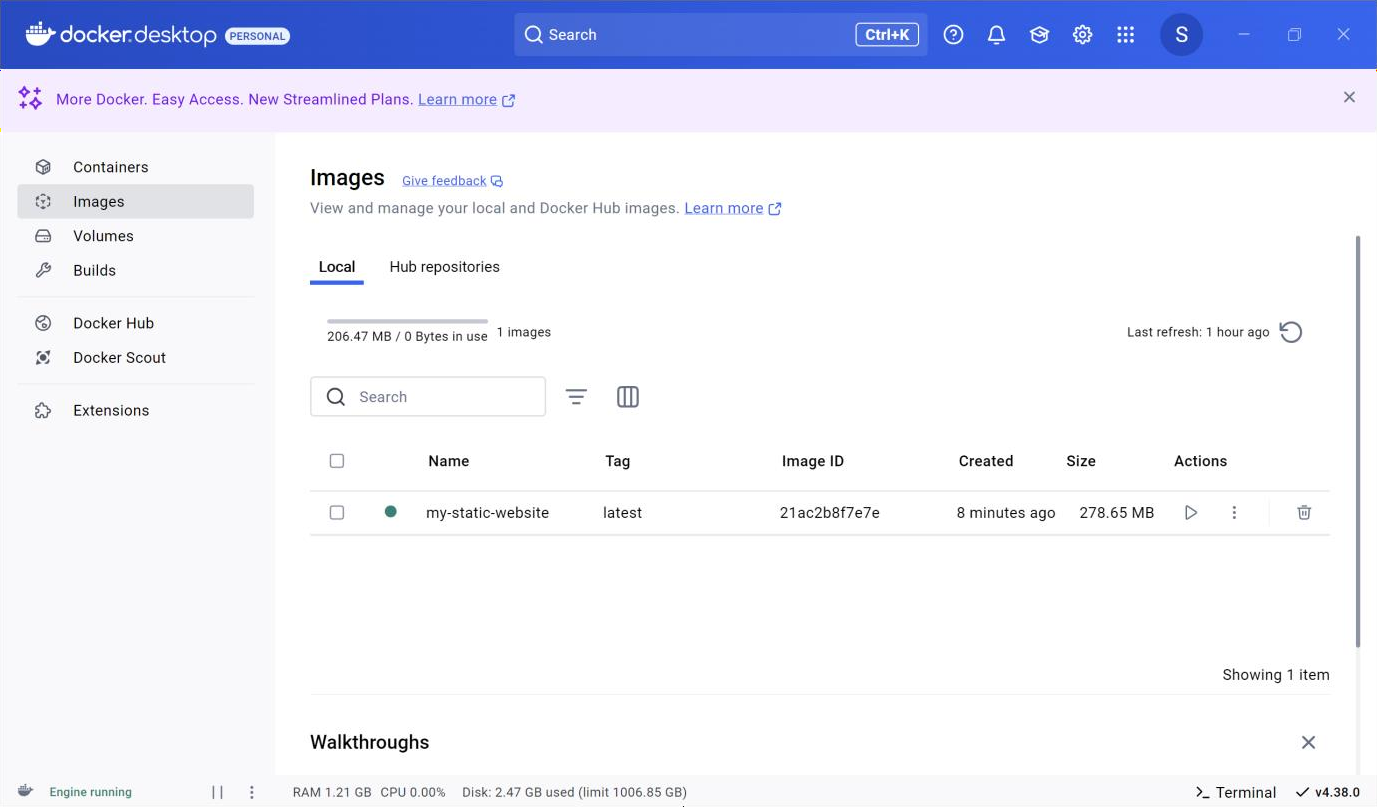 docker.desktop PERSONAL Search Ctrl+K S
More Docker. Easy Access. New Streamlined Plans. Learn more
Containers
Images
Volumes
Builds
Docker Hub
Docker Scout
Extensions
Images Give feedback
View and manage your local and Docker Hub images. Learn more
Local Hub repositories
206.47 MB / 0 Bytes in use 1 images Last refresh: 1 hour ago
Search
Name Tag Image ID Created Size Actions
my-static-website latest 21ac2b8f7e7e 8 minutes ago 278.65 MB
Showing 1 item
Walkthroughs
Engine running RAM 1.21 GB CPU 0.00% Disk: 2.47 GB used (limit 1006.85 GB) Terminal v4.38.0